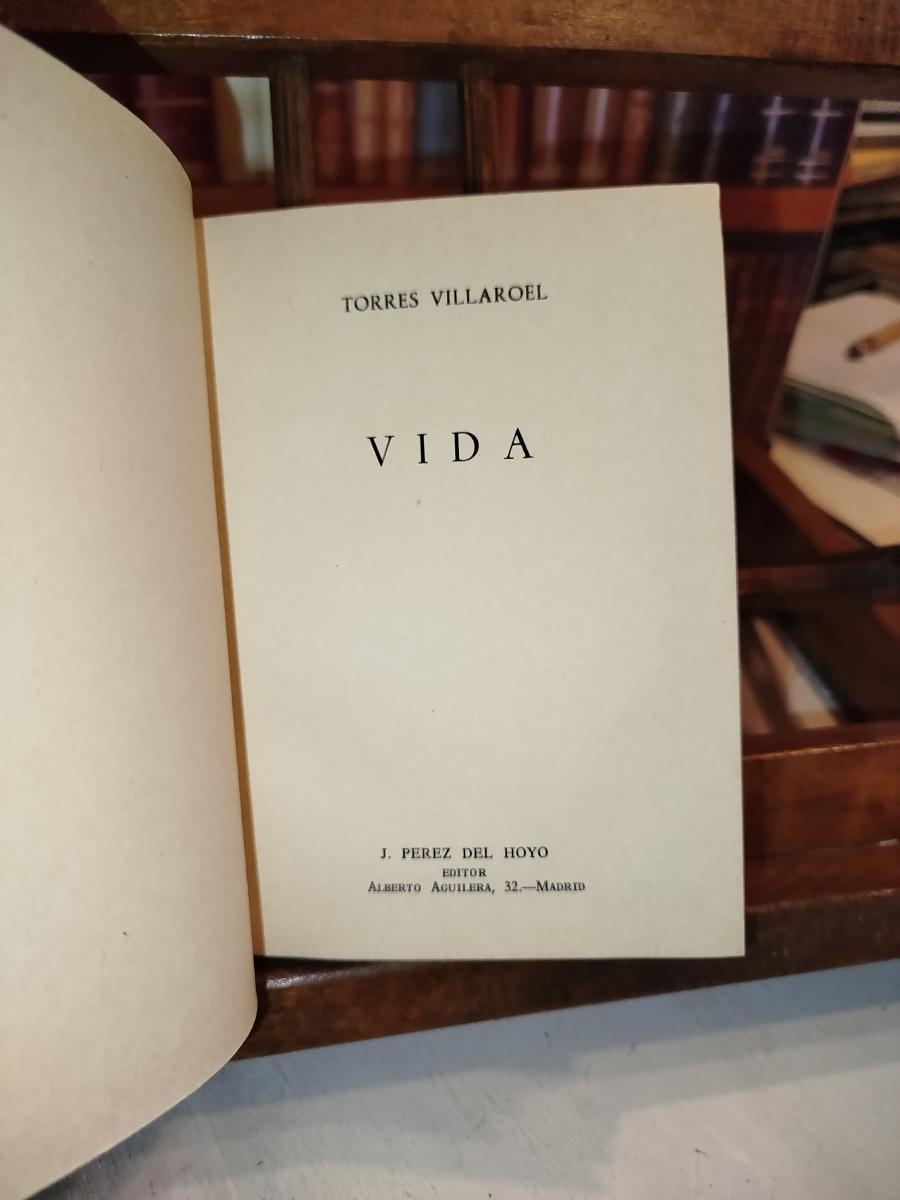 TORRES VILLAROEL
VIDA
J. PEREZ DEL HOYO
EDITOR
ALBERTO AGUILERA, 32.—MADRID